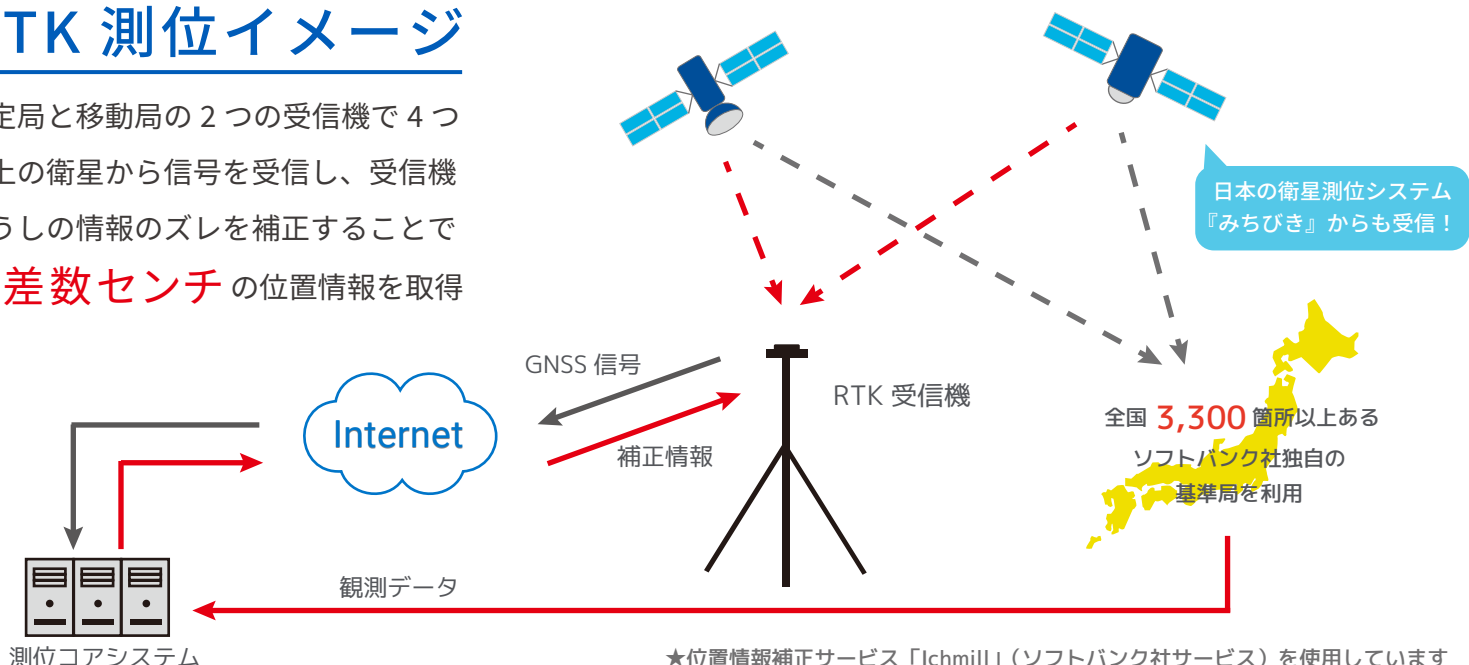 TK 測位イメージ
定局と移動局の 2 つの受信機で 4 つ
上の衛星から信号を受信し、受信機
うしの情報のズレを補正することで
差数センチの位置情報を取得
日本の衛星測位システム
『みちびき』からも受信！
GNSS 信号
Internet
補正情報
RTK 受信機
全国 3,300 箇所以上ある
ソフトバンク社独自の
基準局を利用
観測データ
測位コアシステム
★位置情報補正サービス「Ichmill」（ソフトバンク社サービス）を使用しています